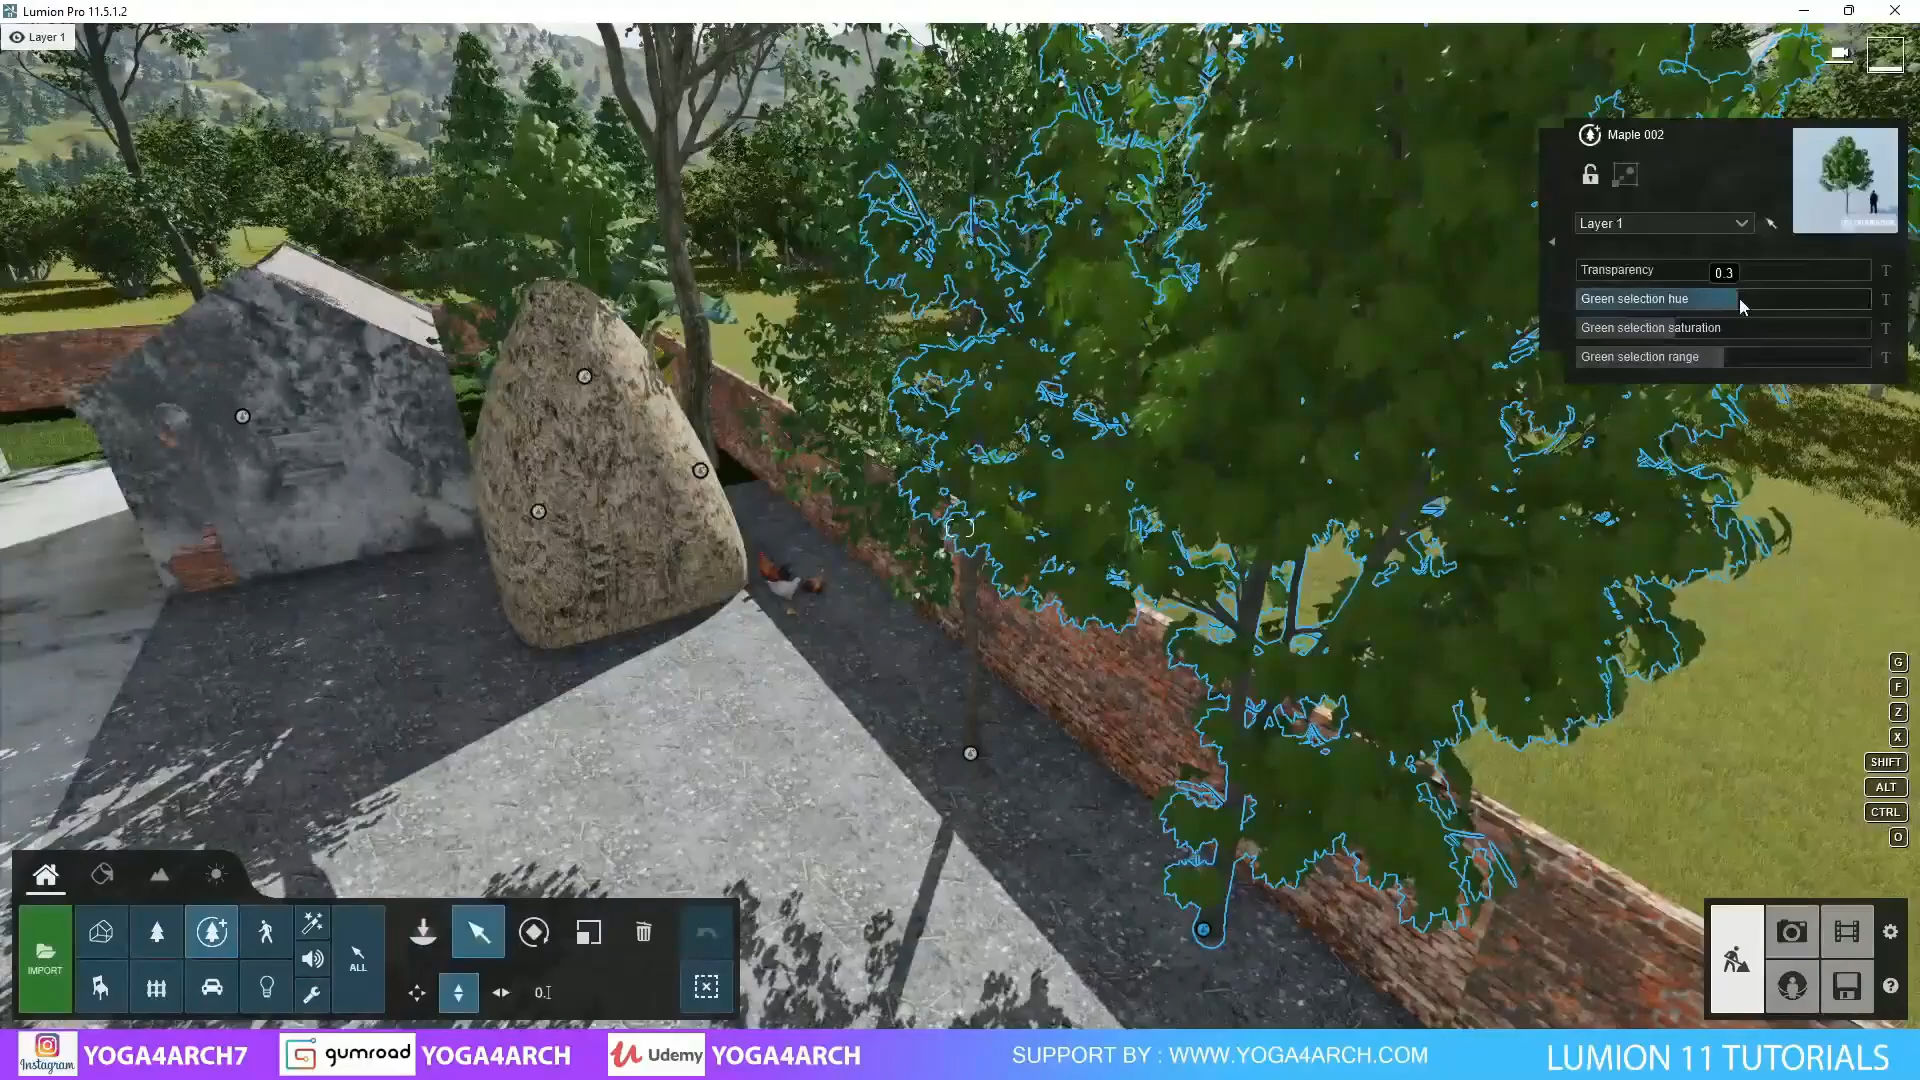 Lumion Pro 11.5.1.2
Layer 1
Maple 002
Layer 1
Transparency
0.3
T
Green selection hue
T
Green selection saturation
T
Green selection range
T
G
F
Z
X
SHIFT
ALT
CTRL
O
IMPORT
ALL
Instagram
YOGA4ARCH7
gumroad
YOGA4ARCH
Udemy
YOGA4ARCH
SUPPORT BY : WWW.YOGA4ARCH.COM
LUMION 11 TUTORIALS